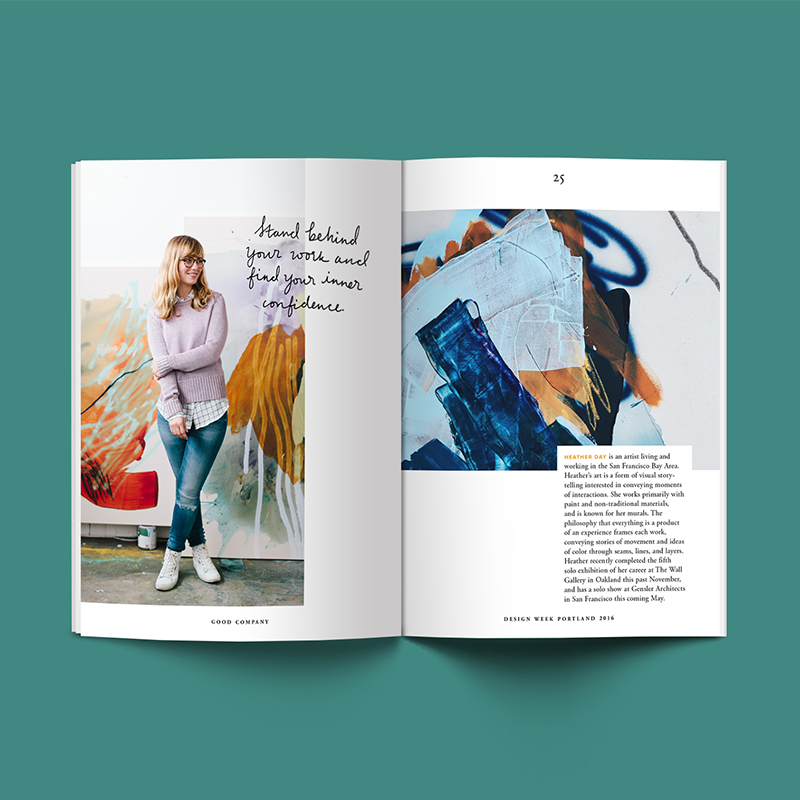 Stand behind
your work and
find your inner
confidence.
GOOD COMPANY
25
HEATHER DAY is an artist living and
working in the San Francisco Bay Area.
Heather's art is a form of visual story-
telling interested in conveying moments
of interactions. She works primarily with
paint and non-traditional materials,
and is known for her murals. The
philosophy that everything is a product
of an experience frames each work,
conveying stories of movement and ideas
of color through seams, lines, and layers.
Heather recently completed the fifth
solo exhibition of her career at The Wall
Gallery in Oakland this past November,
and has a solo show at Gensler Architects
in San Francisco this coming May.
DESIGN WEEK PORTLAND 2016